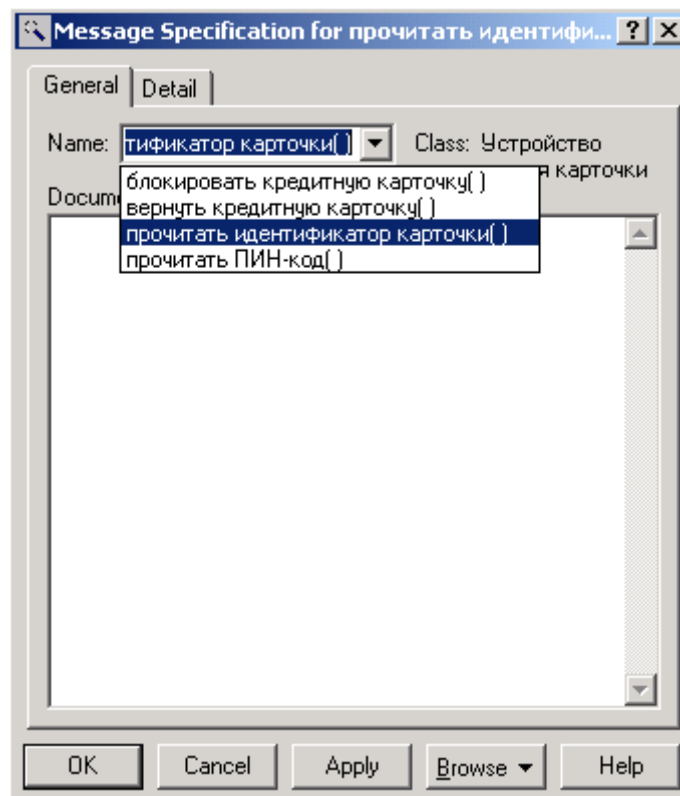 Message Specification for прочитать идентифи...
General Detail
Name: тификатор карточки( ) Class: Устройство
я карточки
блокировать кредитную карточку( )
Docum
вернуть кредитную карточку( )
прочитать идентификатор карточки( )
прочитать ПИН-код( )
OK Cancel Apply Browse Help